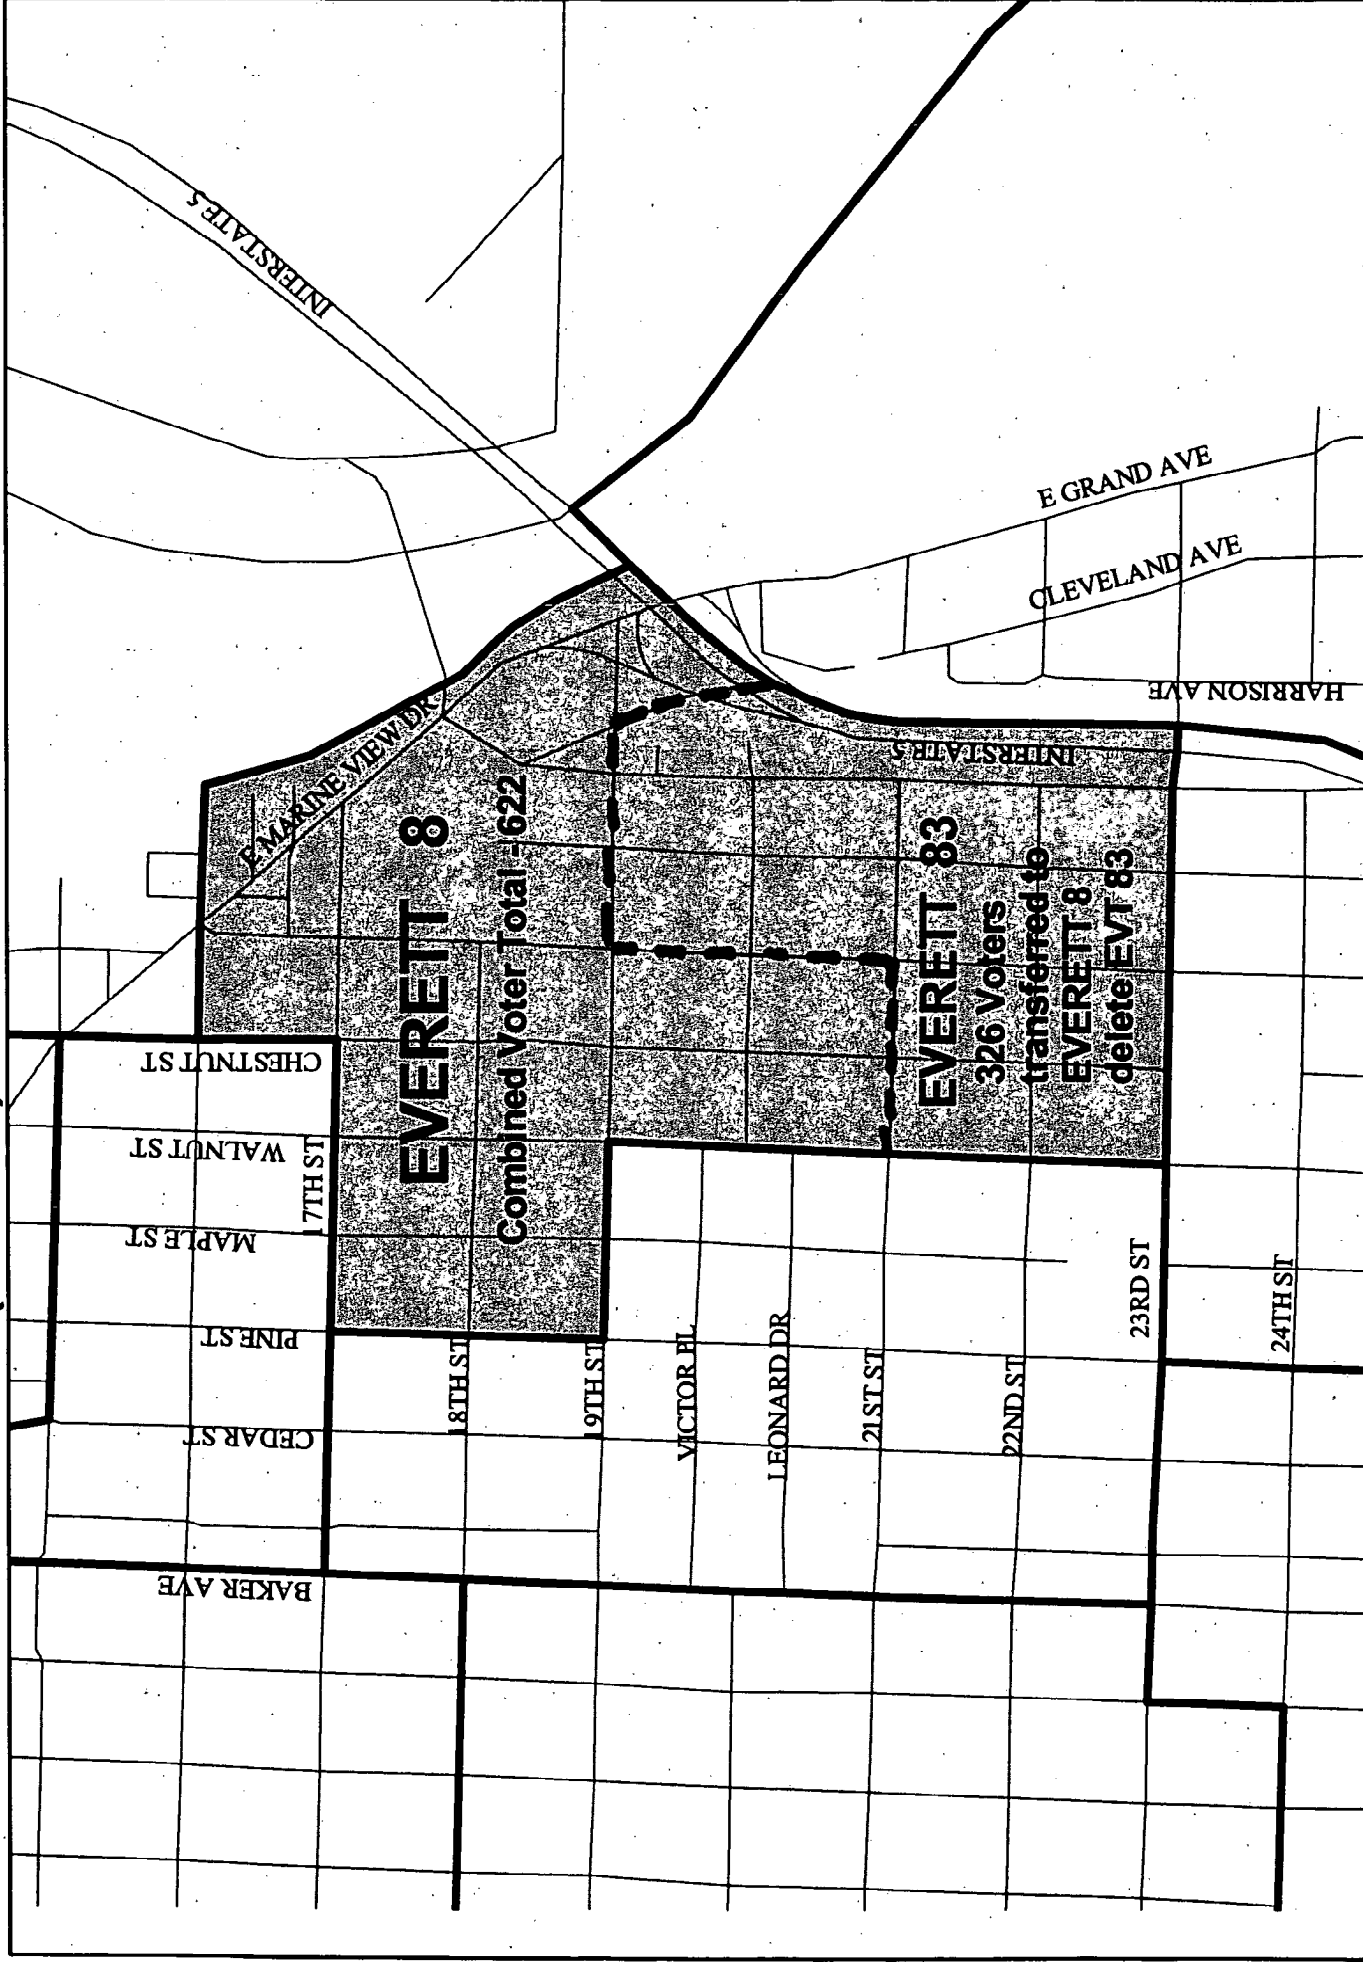 INTERSTATE 5
E GRAND AVE
CLEVELAND AVE
HARRISON AVE
INTERSTATE 5
E MARINE VIEW DR
EVERETT 8
Combined Voter Total - 622
EVERETT 83
326 Voters
transferred to
EVERETT 8
delete EVT 83
CHESTNUT ST
WALNUT ST
MAPLE ST
PINE ST
CEDAR ST
BAKER AVE
17TH ST
18TH ST
19TH ST
VICTOR PL
LEONARD DR
21ST ST
22ND ST
23RD ST
24TH ST